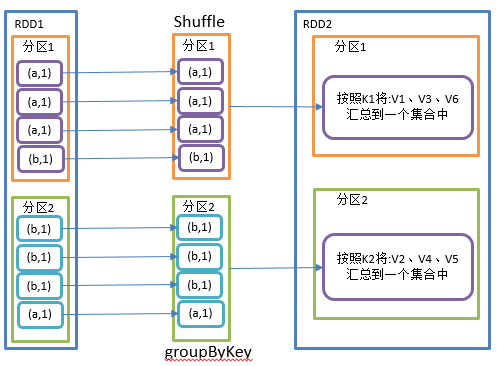 Shuffle
RDD1
RDD2
分区1
(a,1)
(a,1)
(a,1)
(b,1)
分区2
(b,1)
(b,1)
(b,1)
(a,1)
分区1
(a,1)
(a,1)
(a,1)
(b,1)
分区2
(b,1)
(b,1)
(b,1)
(a,1)
groupByKey
分区1
按照K1将:V1、V3、V6
汇总到一个集合中
分区2
按照K2将:V2、V4、V5
汇总到一个集合中